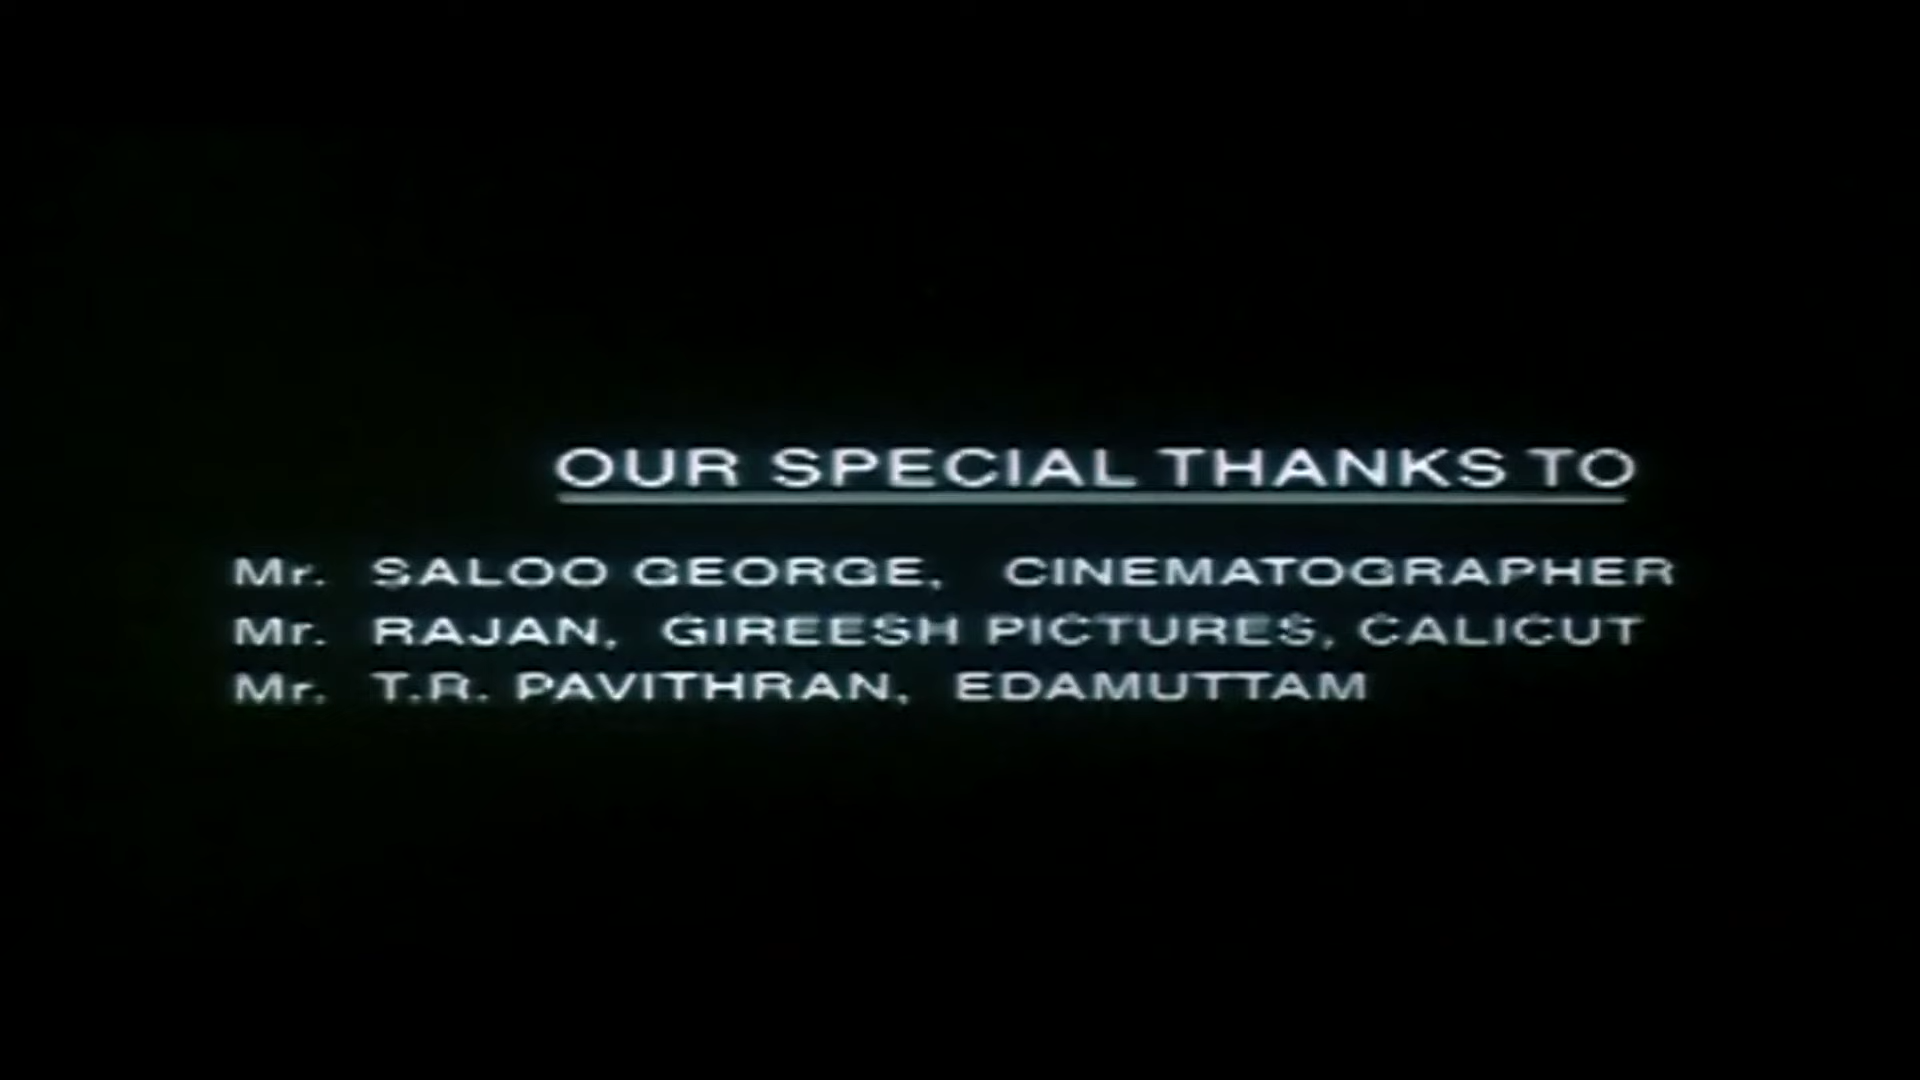 OUR SPECIAL THANKS TO
Mr. SALOO GEORGE, CINEMATOGRAPHER
Mr. RAJAN, GIREESH PICTURES, CALICUT
Mr. T.R. PAVITHRAN, EDAMUTTAM